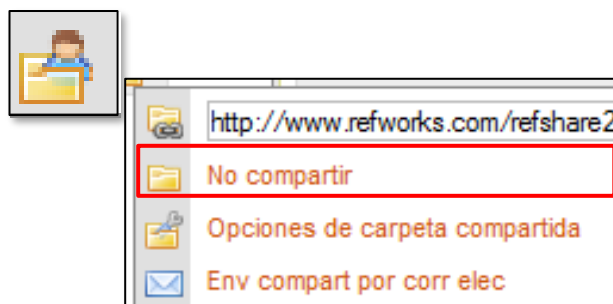 http://www.refworks.com/refshare2
No compartir
Opciones de carpeta compartida
Env compart por corr elec